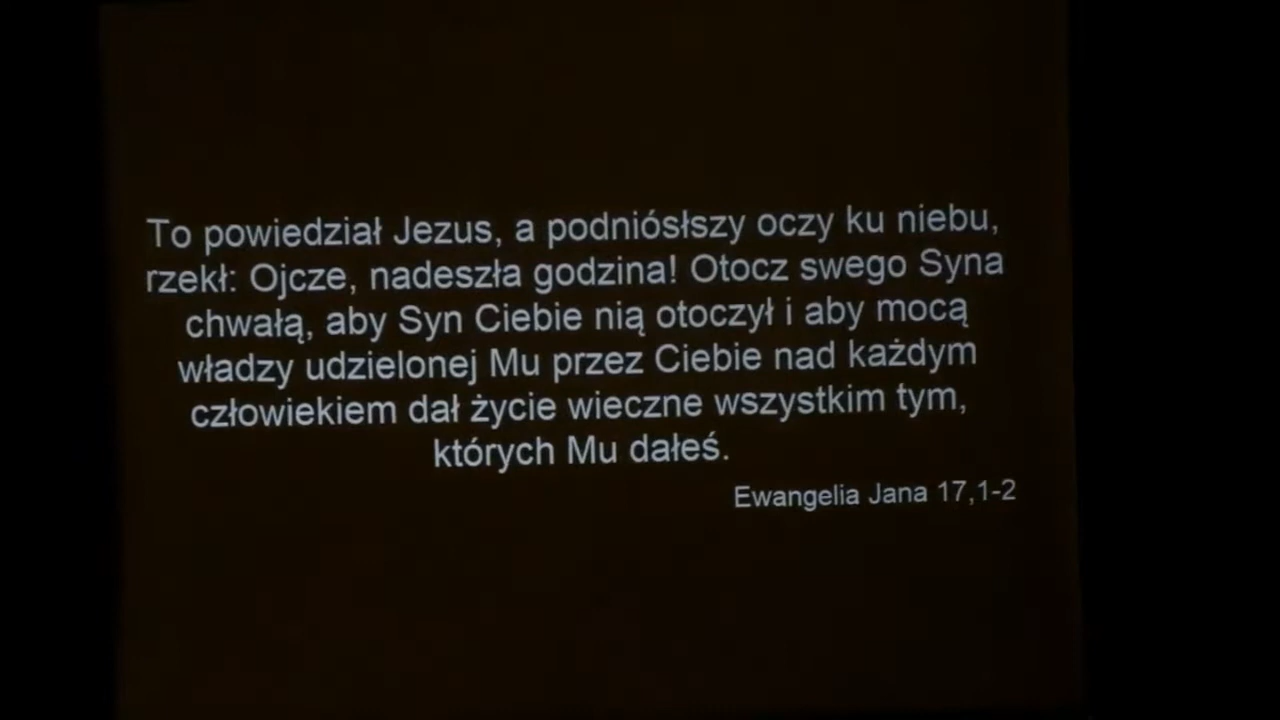 To powiedział Jezus, a podniósłszy oczy ku niebu,
rzekł: Ojcze, nadeszła godzina! Otocz swego Syna
chwałą, aby Syn Ciebie nią otoczył i aby mocą
władzy udzielonej Mu przez Ciebie nad każdym
człowiekiem dał życie wieczne wszystkim tym,
których Mu dałeś.
Ewangelia Jana 17,1-2